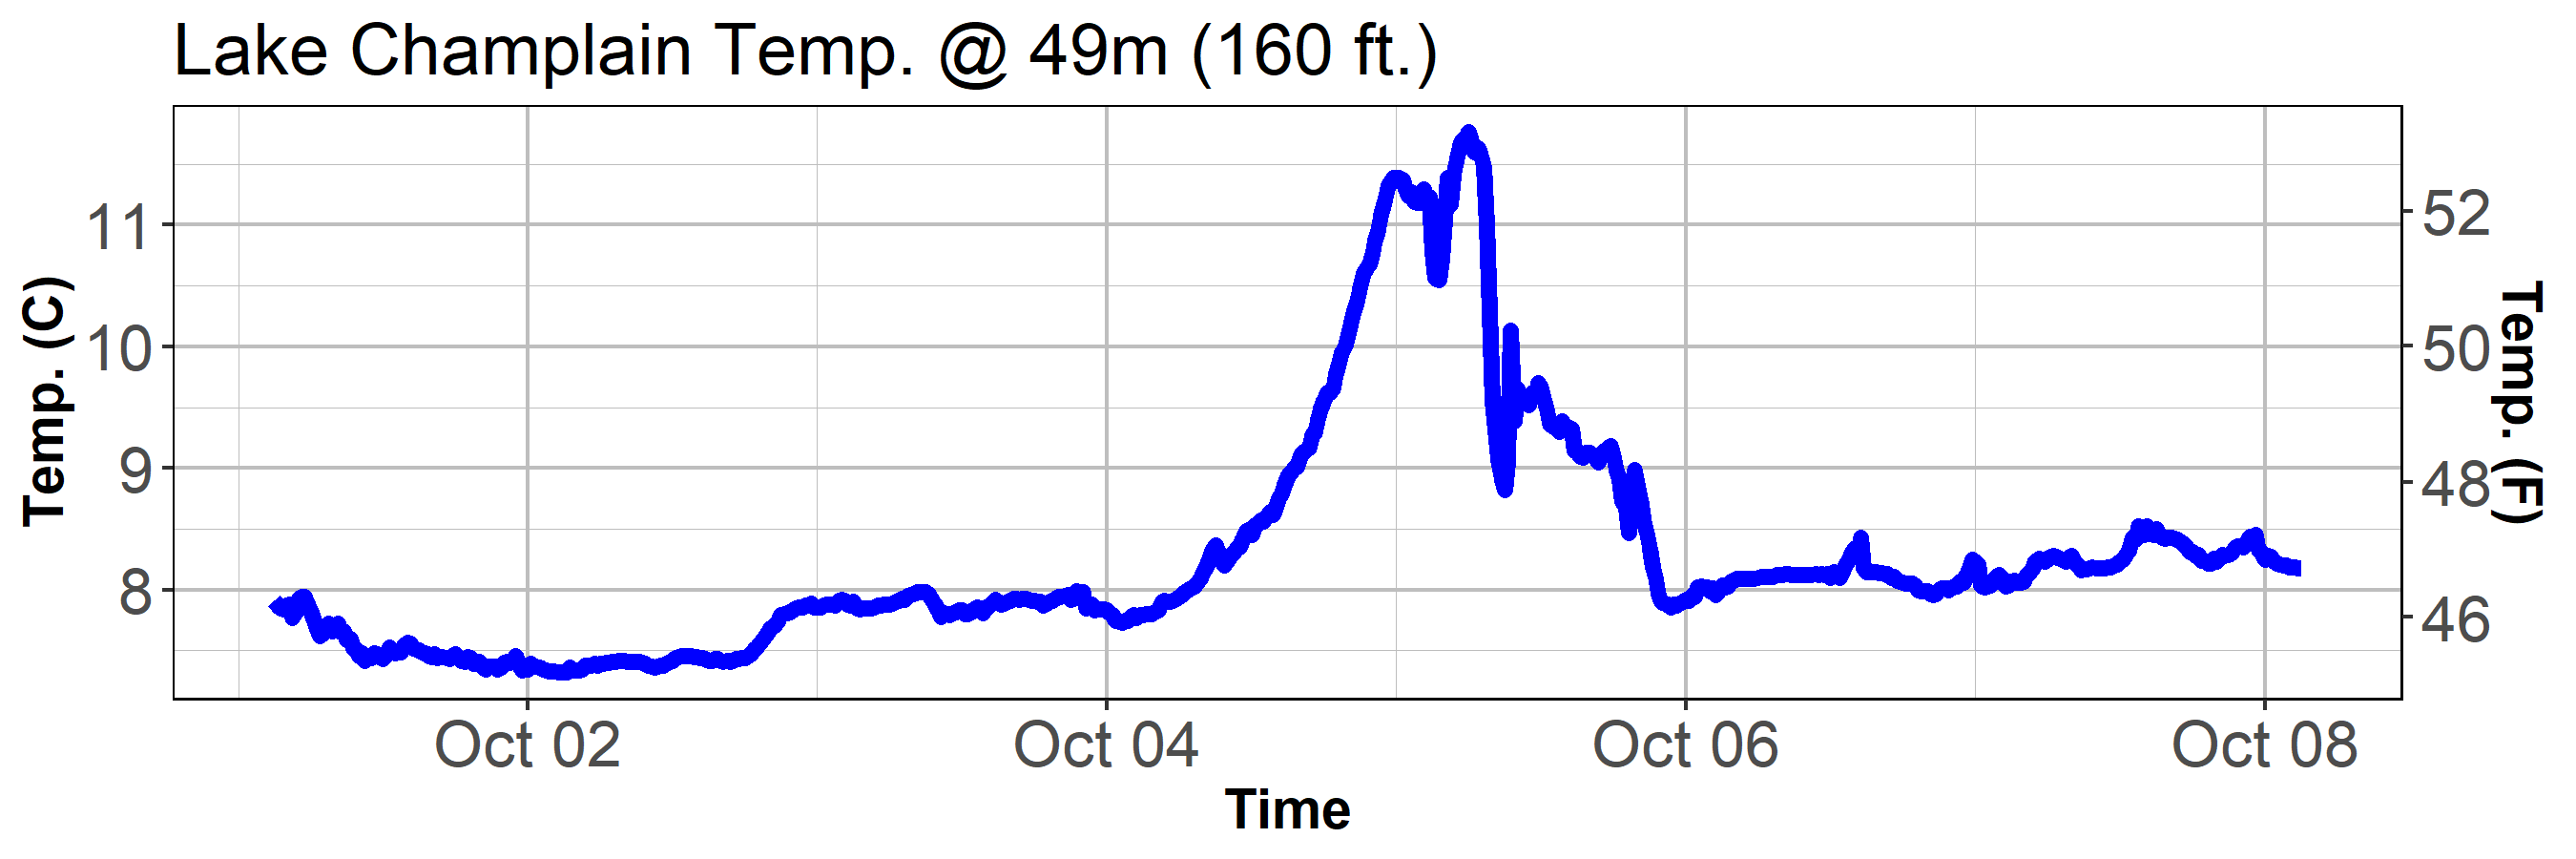 Lake Champlain Temp. @ 49m (160 ft.)
Temp. (C)
11
10
9
8
52
50
48
46
Temp. (F)
Oct 02 Oct 04 Oct 06 Oct 08
Time